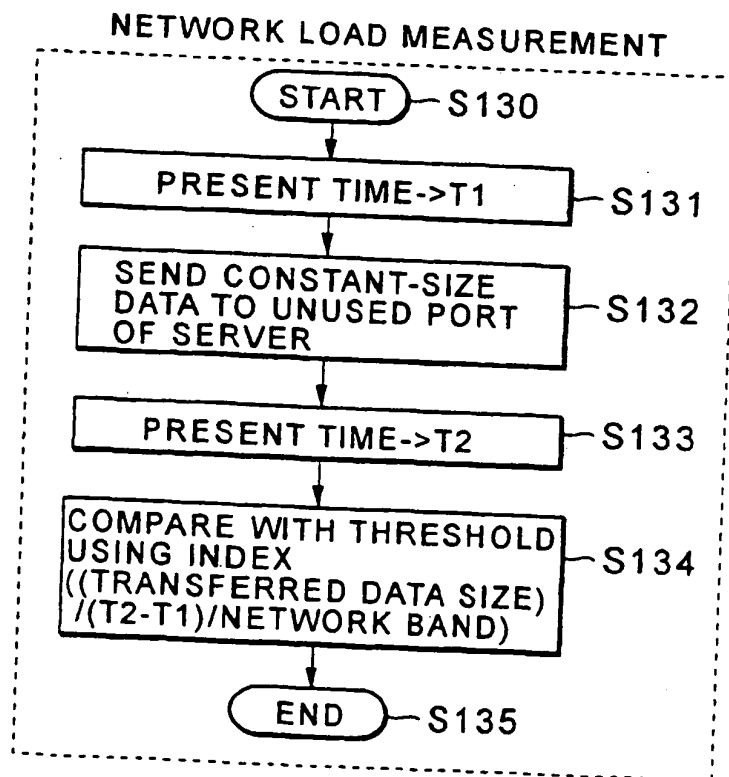 NETWORK LOAD MEASUREMENT
START S130
PRESENT TIME->T1 S131
SEND CONSTANT-SIZE
DATA TO UNUSED PORT
OF SERVER
S132
PRESENT TIME->T2 S133
COMPARE WITH THRESHOLD
USING INDEX
((TRANSFERRED DATA SIZE)
/(T2-T1)/NETWORK BAND)
S134
END S135